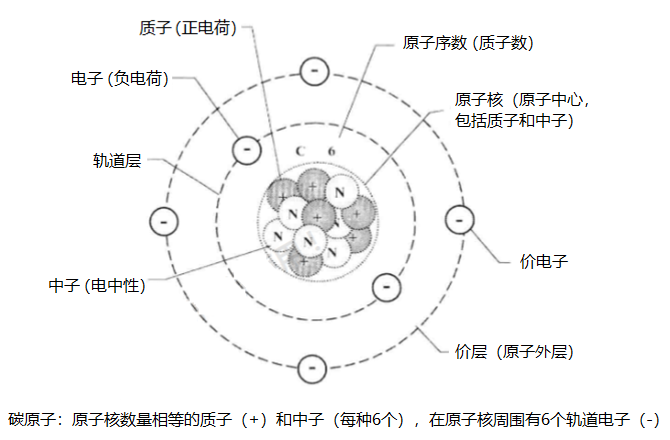 质子 (正电荷)
原子序数 (质子数)
电子 (负电荷)
原子核（原子中心，
包括质子和中子）
C 6
轨道层
N
N
N
N
N
N
价电子
中子 (电中性)
价层（原子外层）
碳原子：原子核数量相等的质子（+）和中子（每种6个），在原子核周围有6个轨道电子（-）